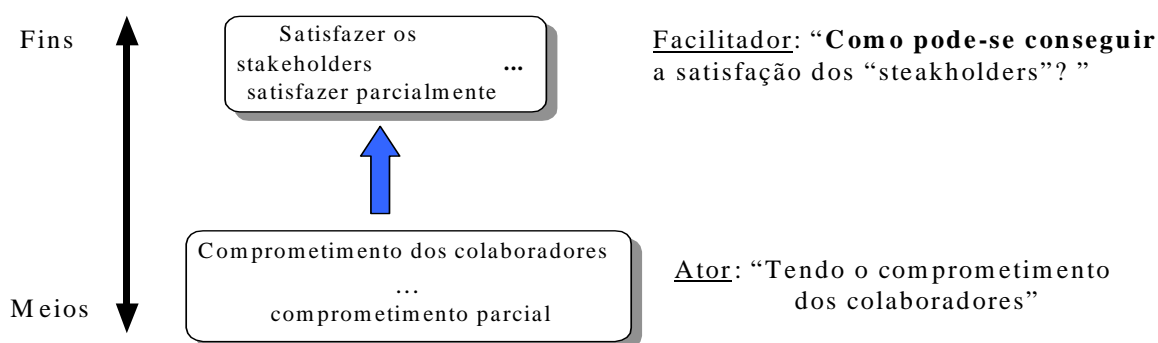 Fins
Satisfazer os
stakeholders ...
satisfazer parcialmente
Facilitador: “Como pode-se conseguir
a satisfação dos “steakholders”? ”
Comprometimento dos colaboradores
...
comprometimento parcial
Ator: “Tendo o comprometimento
dos colaboradores”
Meios